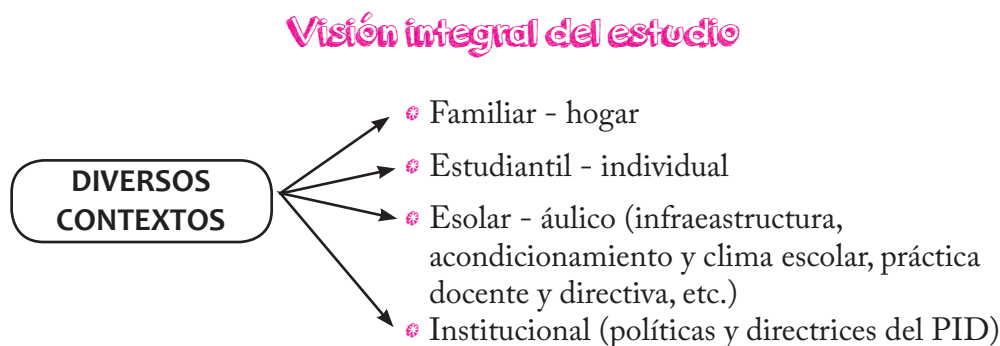 Visión integral del estudio
DIVERSOS
CONTEXTOS
Familiar - hogar
Estudiantil - individual
Esolar - áulico (infraeastructura,
acondicionamiento y clima escolar, práctica
docente y directiva, etc.)
Institucional (políticas y directrices del PID)